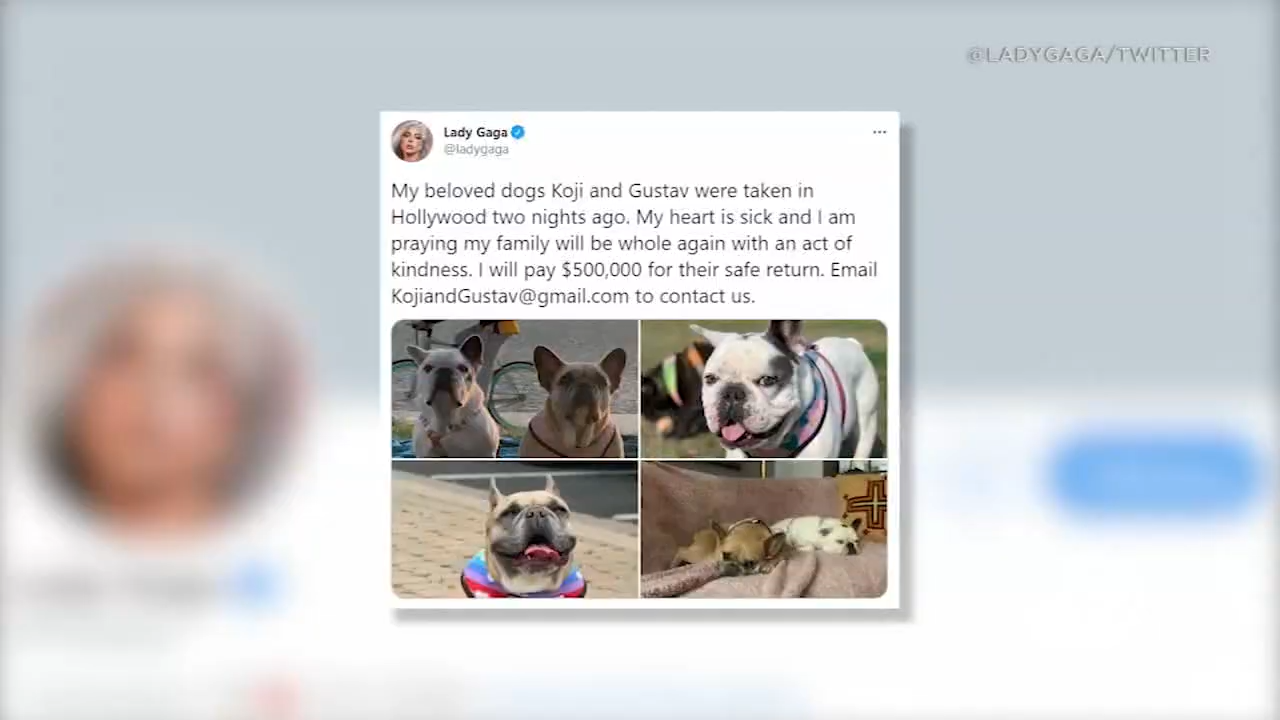 @LADYGAGA/TWITTER
Lady Gaga
@ladygaga
My beloved dogs Koji and Gustav were taken in
Hollywood two nights ago. My heart is sick and I am
praying my family will be whole again with an act of
kindness. I will pay $500,000 for their safe return. Email
KojiandGustav@gmail.com to contact us.